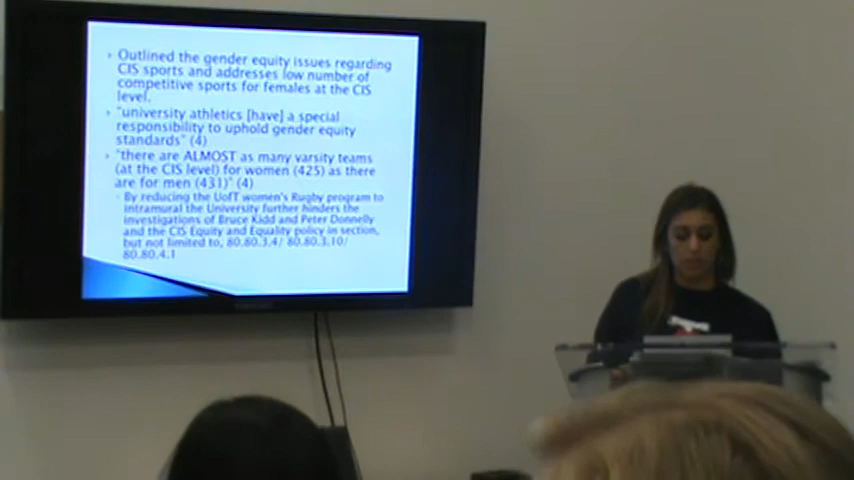 Outlined the gender equity issues regarding
CIS sports and addresses low number of
competitive sports for females at the CIS
level.
"university athletics [have] a special
responsibility to uphold gender equity
standards" (4)
"there are ALMOST as many varsity teams
(at the CIS level) for women (425) as there
are for men (431)" (4)
By reducing the UofT women's Rugby program to
intramural the University further hinders the
investigations of Bruce Kidd and Peter Donnelly
and the CIS Equity and Equality policy in section,
but not limited to, 80.80.3.4/ 80.80.3.10/
80.80.4.1